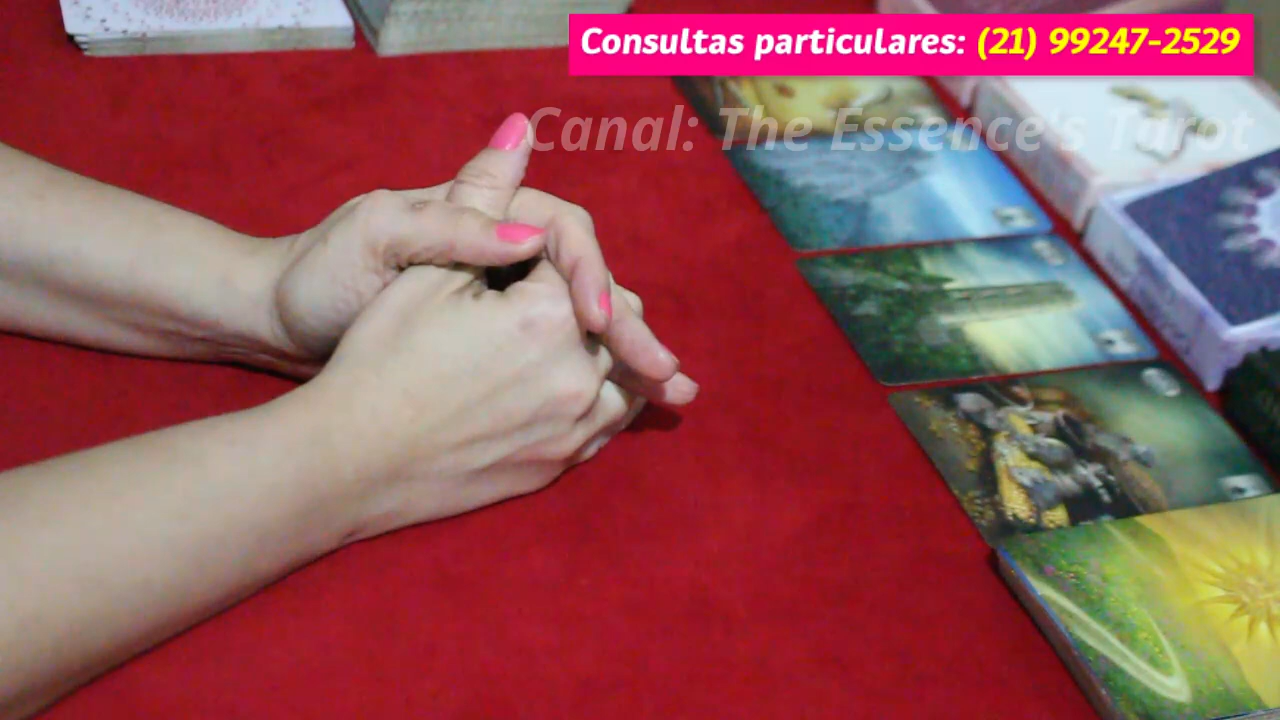 Consultas particulares: (21) 99247-2529
Canal: The Essence's Tarot